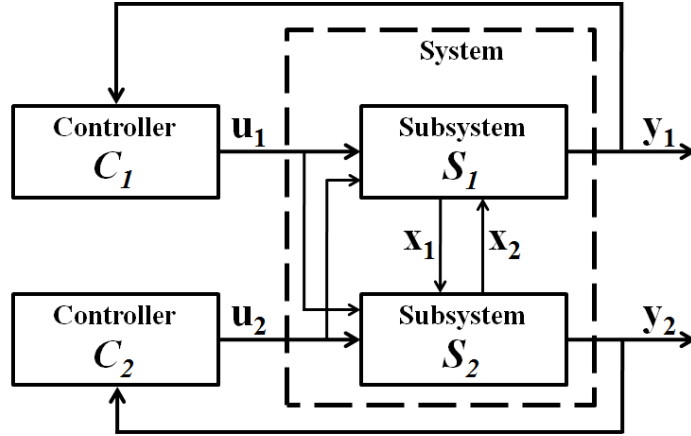 System
Controller
C1
u1
Subsystem
S1
y1
x1
x2
Controller
C2
u2
Subsystem
S2
y2